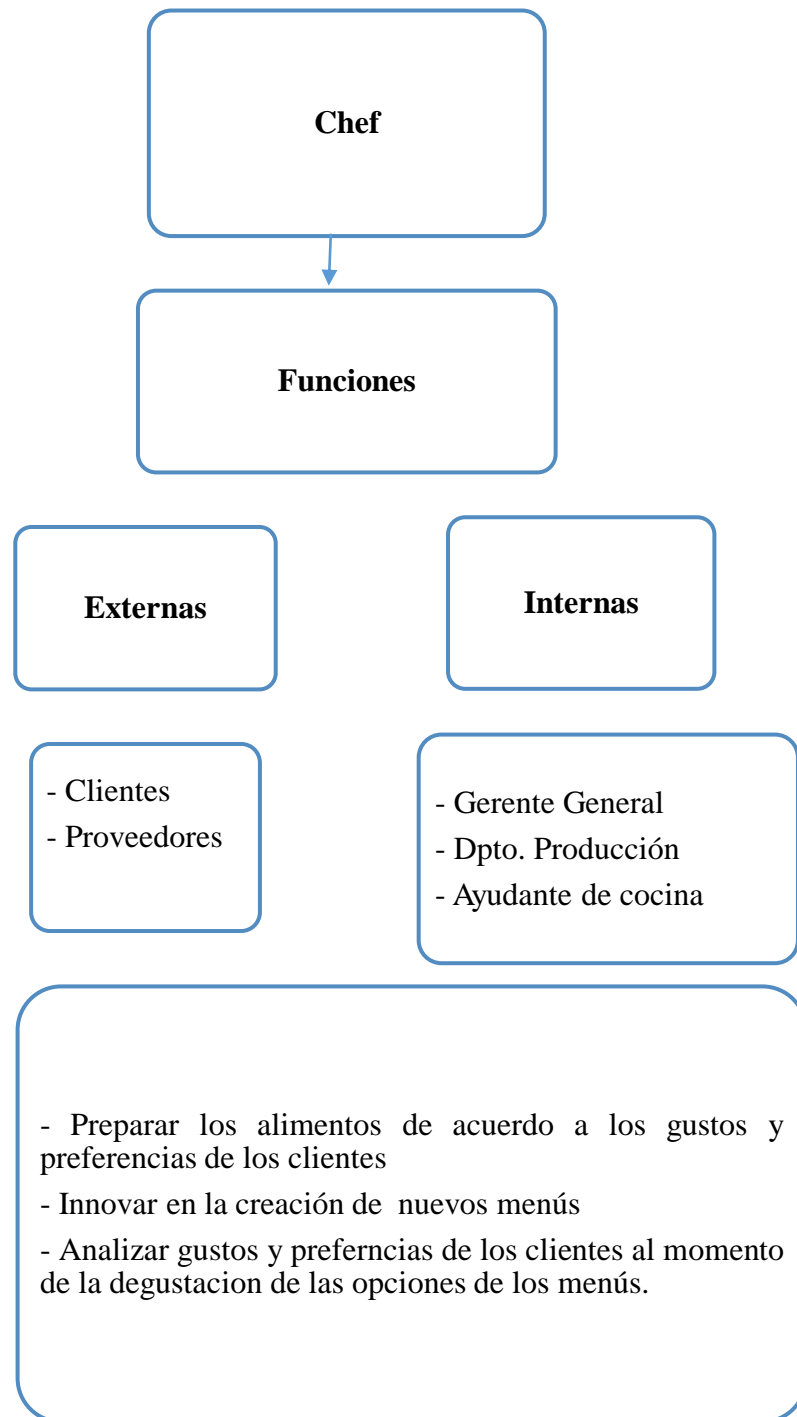 Chef
Funciones
Externas
Internas
- Clientes
- Proveedores
- Gerente General
- Dpto. Producción
- Ayudante de cocina
- Preparar los alimentos de acuerdo a los gustos y
preferencias de los clientes
- Innovar en la creación de nuevos menús
- Analizar gustos y preferncias de los clientes al momento
de la degustacion de las opciones de los menús.